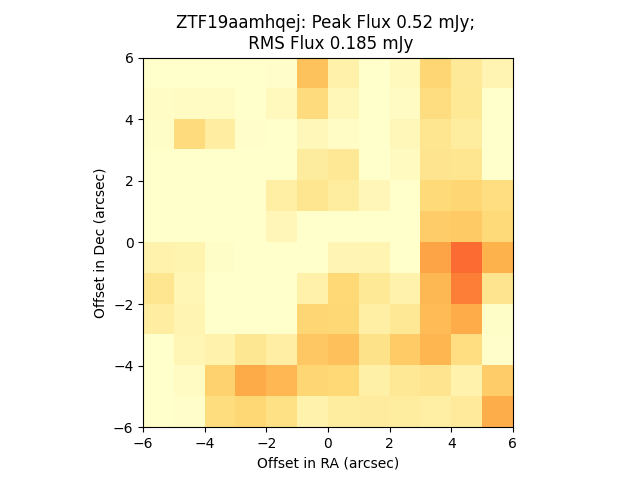 ZTF19aamhqej: Peak Flux 0.52 mJy;
RMS Flux 0.185 mJy
6
4
2
0
−2
−4
−6
Offset in Dec (arcsec)
−6 −4 −2 0 2 4 6
Offset in RA (arcsec)